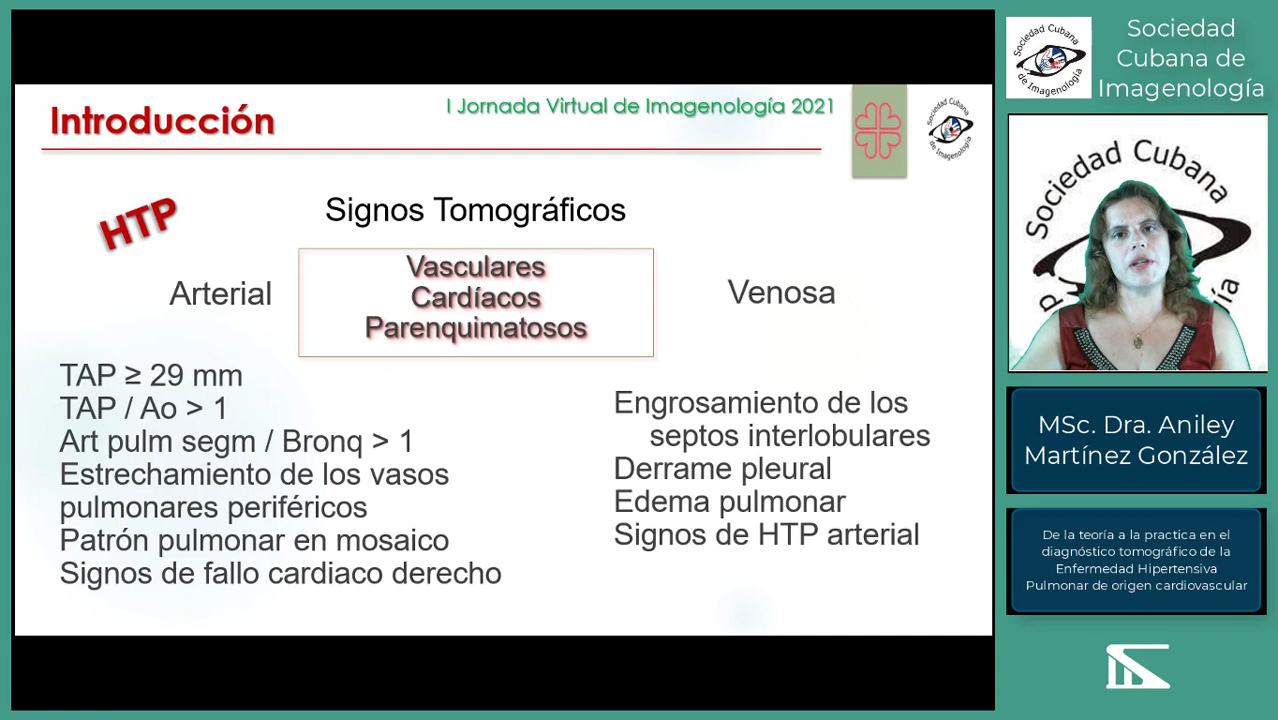 Introducción
I Jornada Virtual de Imagenología 2021
Sociedad Cubana
de Imagenología
HTP
Signos Tomográficos
Arterial
Vasculares
Cardíacos
Parenquimatosos
Venosa
TAP ≥ 29 mm
TAP / Ao > 1
Art pulm segm / Bronq > 1
Estrechamiento de los vasos
pulmonares periféricos
Patrón pulmonar en mosaico
Signos de fallo cardiaco derecho
Engrosamiento de los
septos interlobulares
Derrame pleural
Edema pulmonar
Signos de HTP arterial
Sociedad Cubana
de Imagenología
Sociedad
Cubana de
Imagenología
Sociedad Cubana
MSc. Dra. Aniley
Martínez González
De la teoría a la practica en el
diagnóstico tomográfico de la
Enfermedad Hipertensiva
Pulmonar de origen cardiovascular